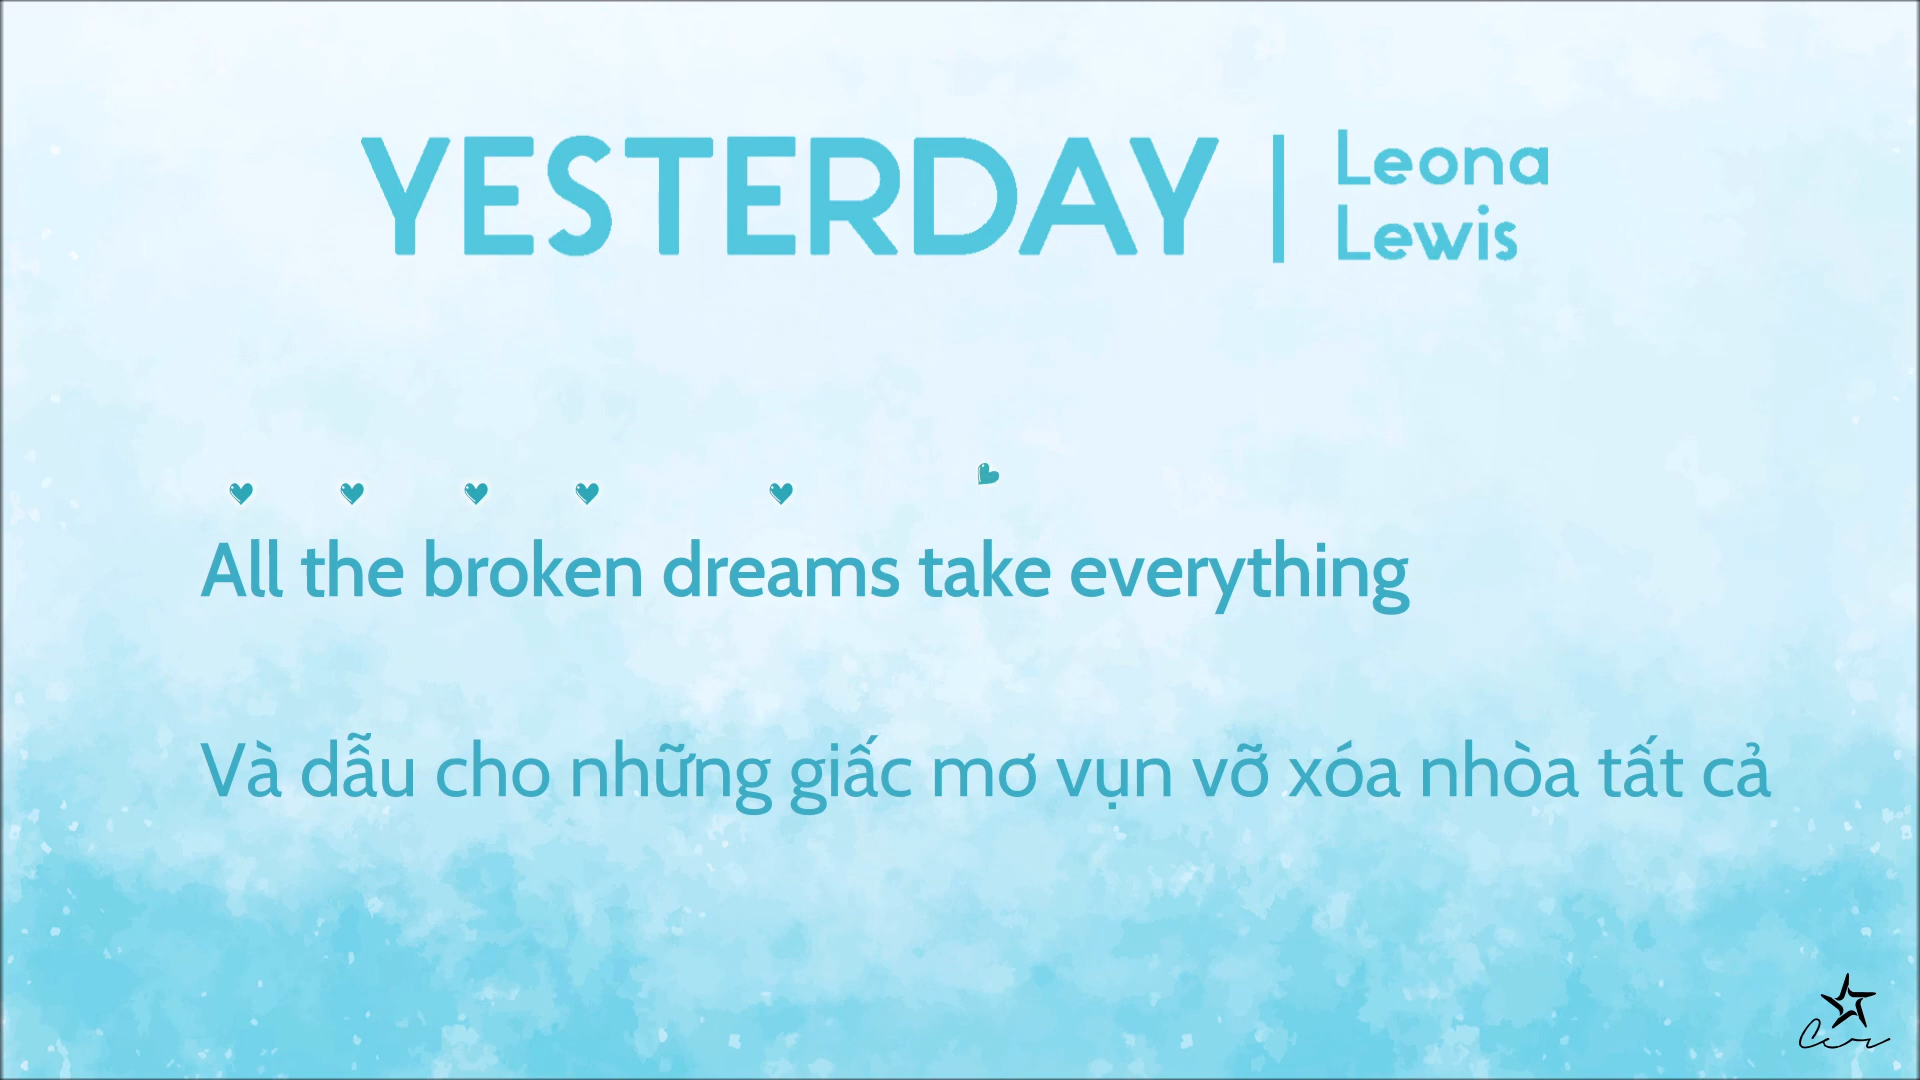 YESTERDAY | Leona
Lewis
All the broken dreams take everything
Và dẫu cho những giấc mơ vụn vỡ xóa nhòa tất cả